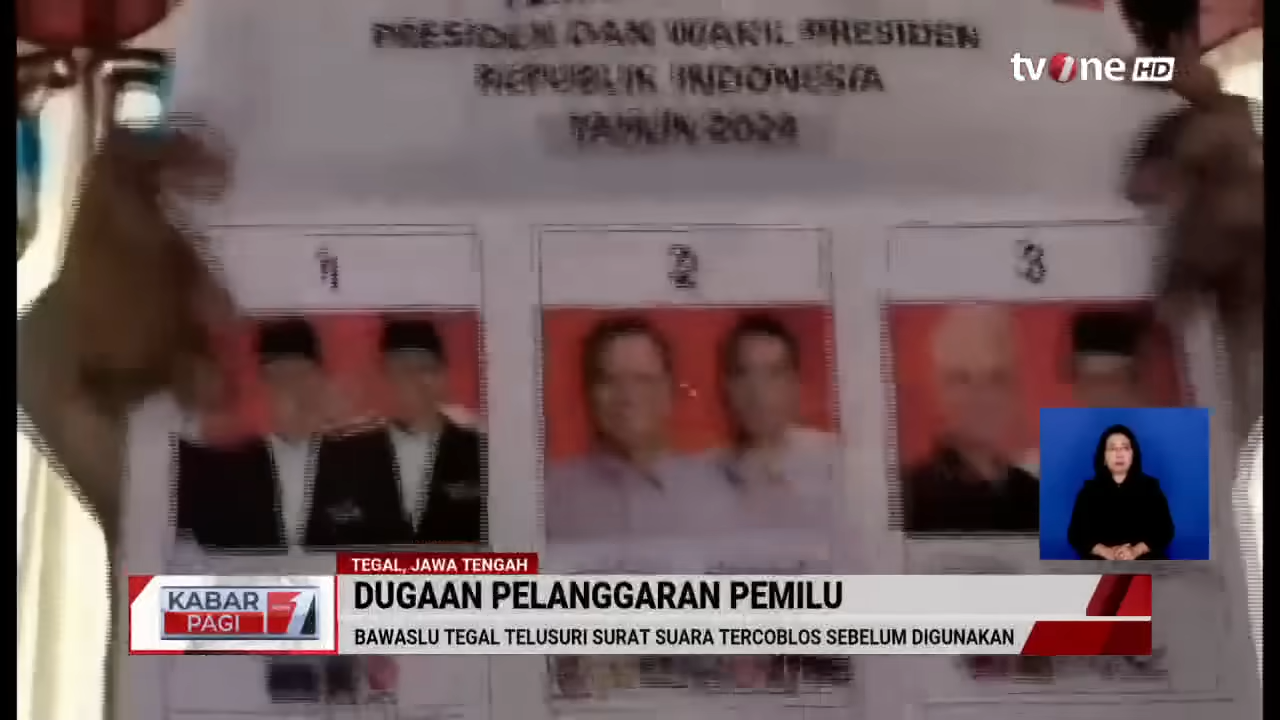 PRESIDEN DAN WAKIL PRESIDEN
REPUBLIK INDONESIA
TAHUN 2024
tvOne HD
1
2
3
TEGAL, JAWA TENGAH
KABAR
PAGI
DUGAAN PELANGGARAN PEMILU
BAWASLU TEGAL TELUSURI SURAT SUARA TERCOBLOS SEBELUM DIGUNAKAN